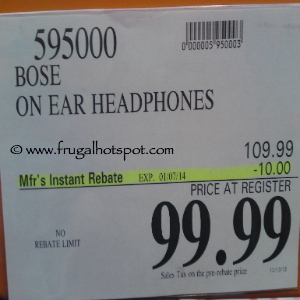 595000
0000005950003
BOSE
ON EAR HEADPHONES
© www.frugalhotspot.com
109.99
Mfr's Instant Rebate EXP. 01/07/14 -10.00
PRICE AT REGISTER
NO
REBATE LIMIT
99.99
Sales Tax on the pre-rebate price